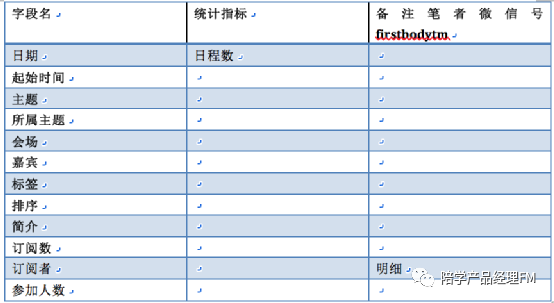 字段名 统计指标 备注笔者微信号
firstbodytm
日期 日程数
起始时间
主题
所属主题
会场
嘉宾
标签
排序
简介
订阅数
订阅者 明细
参加人数
陪学产品经理FM